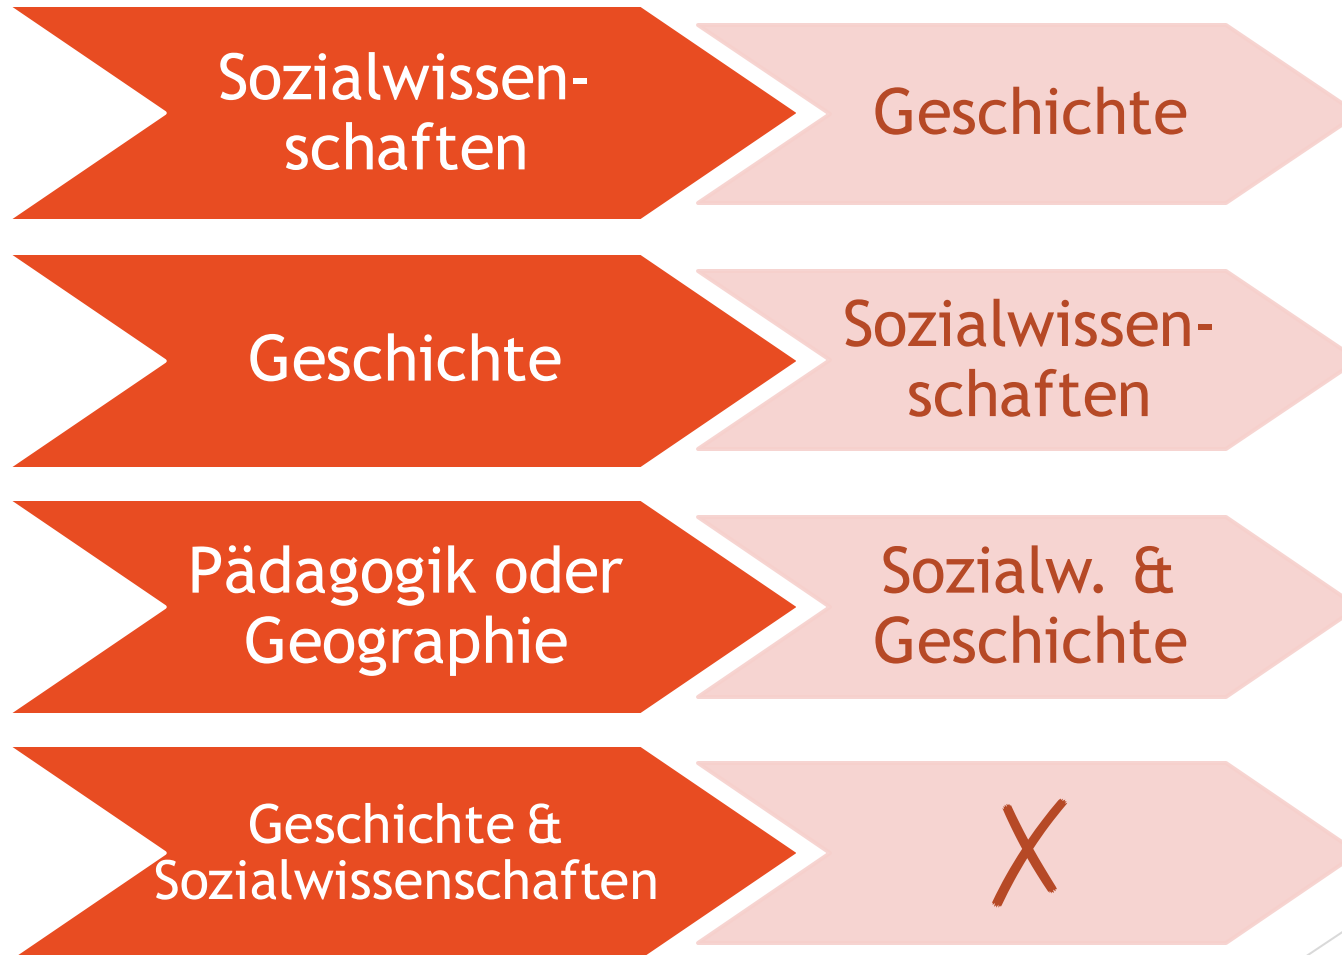 Sozialwissen-
schaften
Geschichte
Geschichte
Sozialwissen-
schaften
Pädagogik oder
Geographie
Sozialw. &
Geschichte
Geschichte &
Sozialwissenschaften
✗